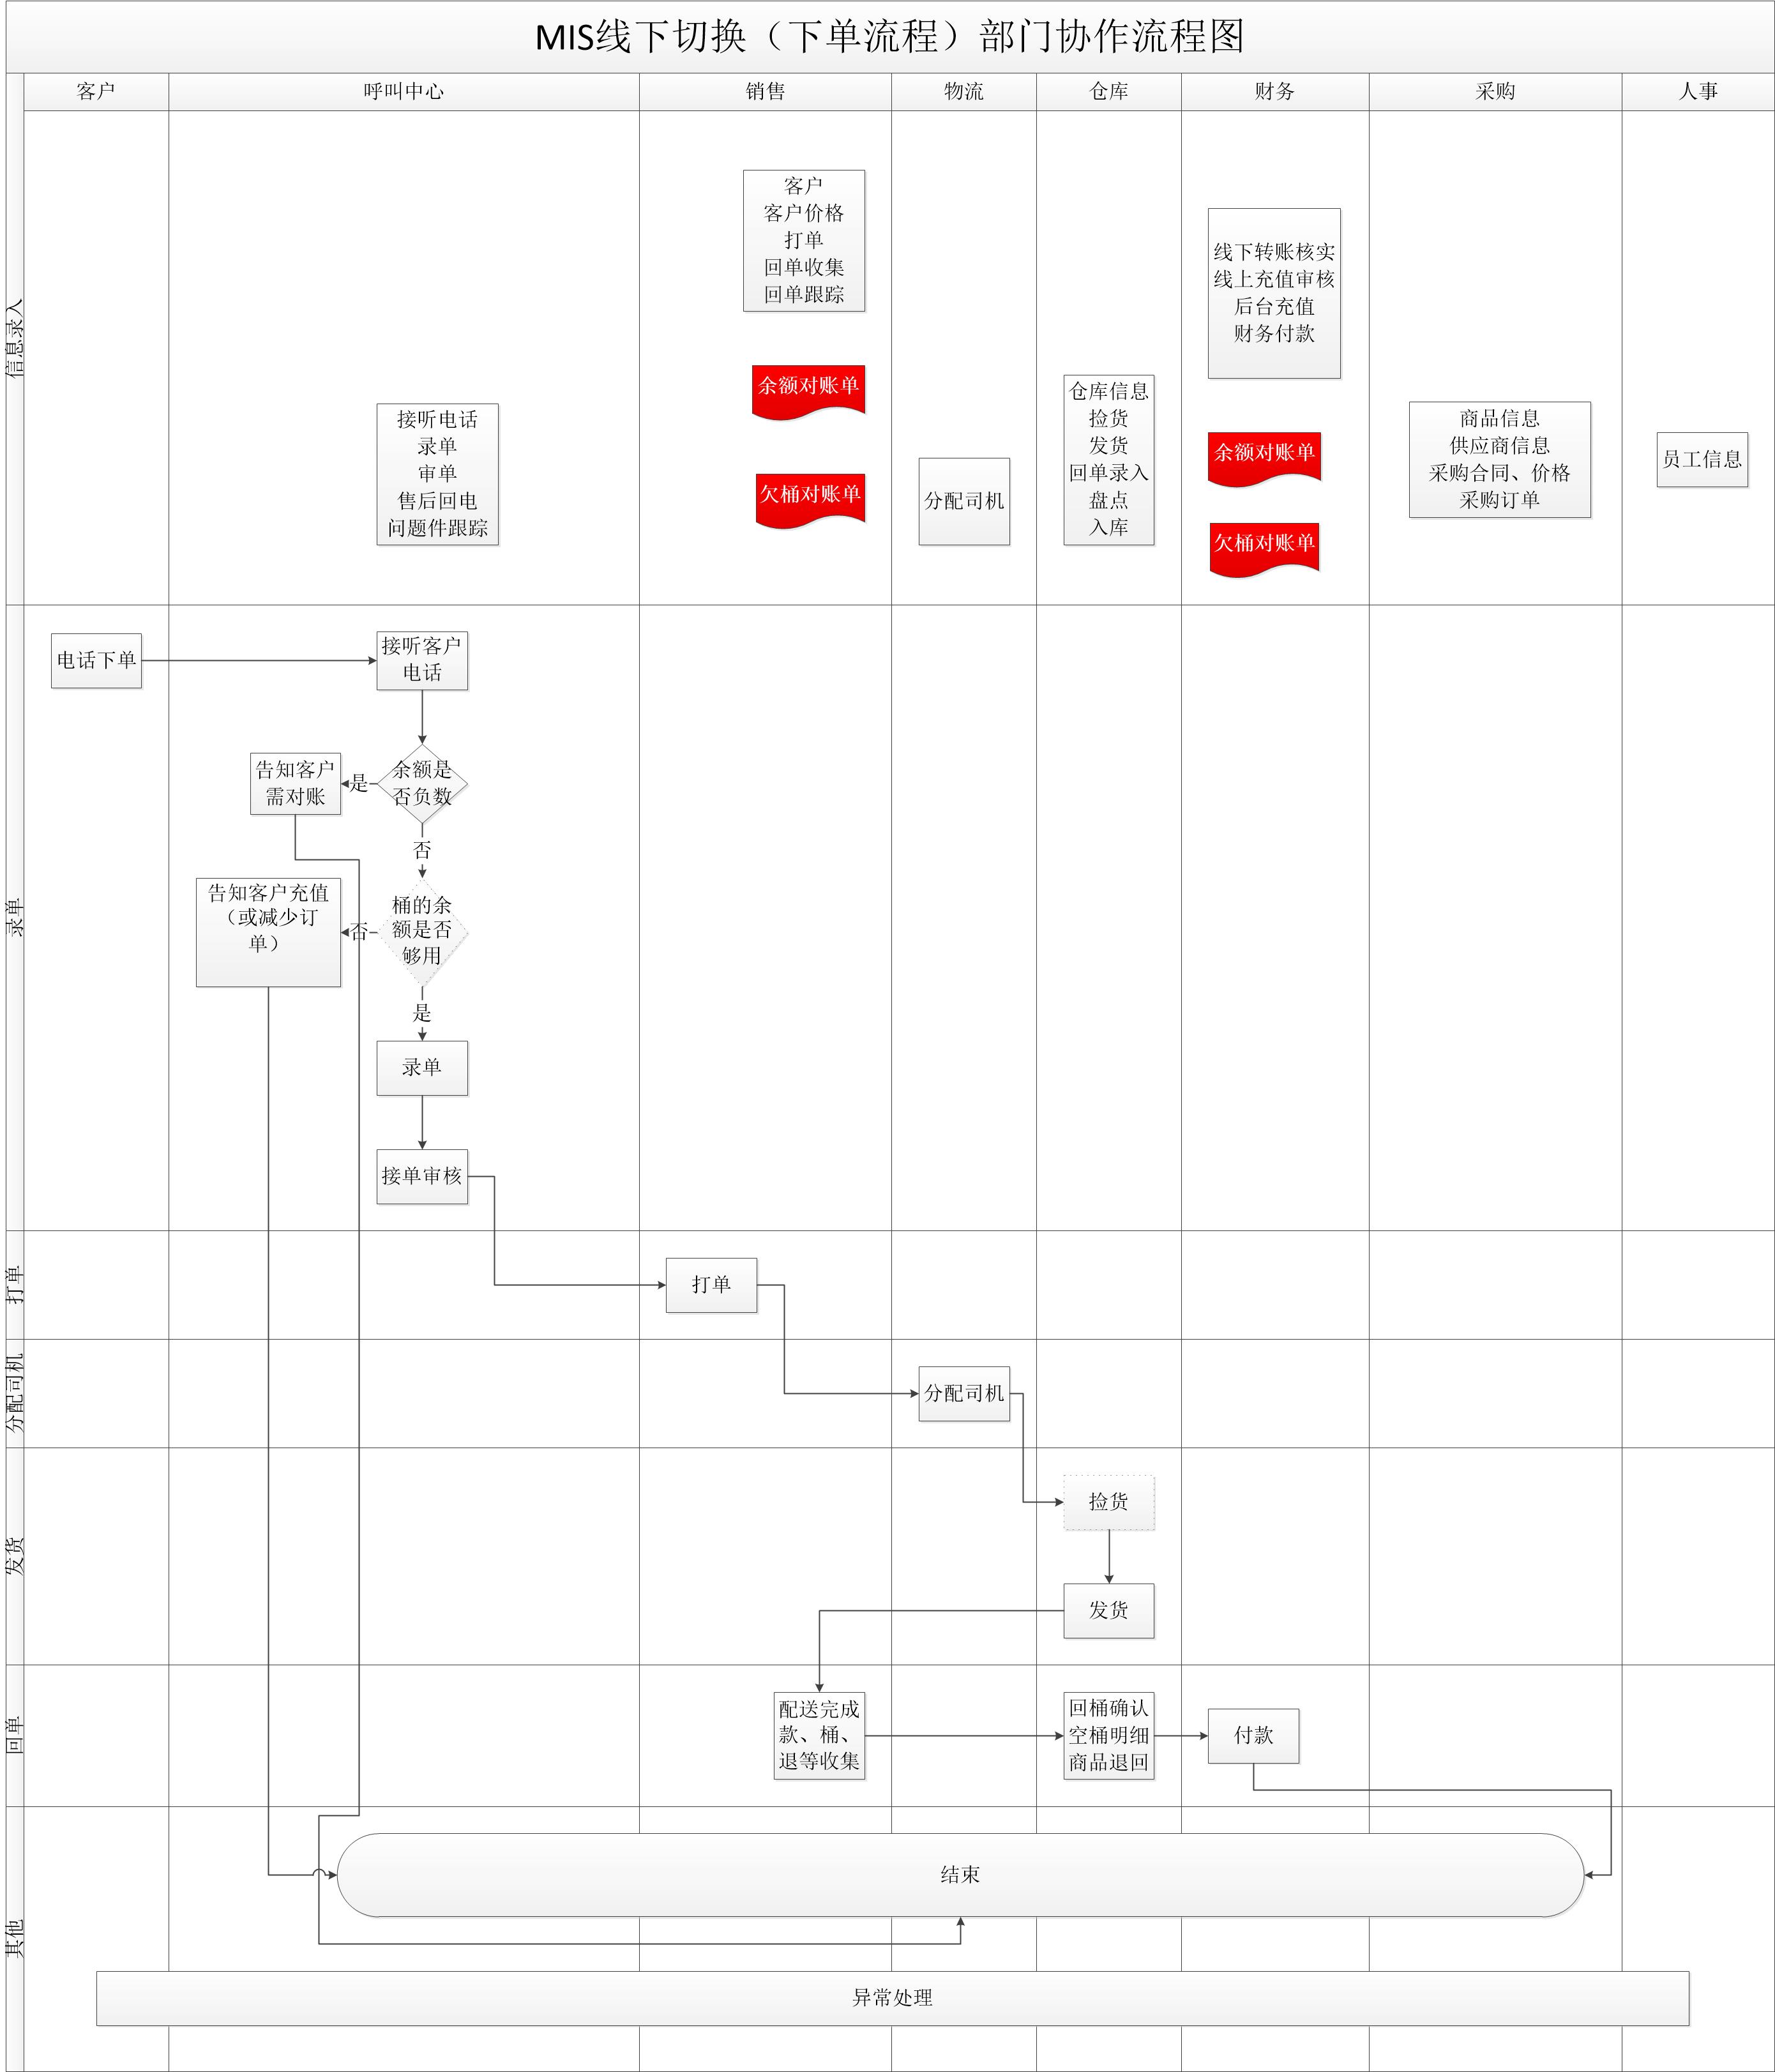 MIS线下切换（下单流程）部门协作流程图
客户
呼叫中心
销售
物流
仓库
财务
采购
人事
信息录入
接听电话
录单
审单
售后回电
问题件跟踪
客户
客户价格
打单
回单收集
回单跟踪
余额对账单
欠桶对账单
分配司机
仓库信息
捡货
发货
回单录入
盘点
入库
线下转账核实
线上充值审核
后台充值
财务付款
余额对账单
欠桶对账单
商品信息
供应商信息
采购合同、价格
采购订单
员工信息
录单
电话下单
接听客户
电话
余额是
否负数
是
告知客户
需对账
否
桶的余
额是否
够用
否
告知客户充值
（或减少订
单）
是
录单
接单审核
打单
打单
分配司机
分配司机
发货
捡货
发货
回单
配送完成
款、桶、
退等收集
回桶确认
空桶明细
商品退回
付款
其他
结束
异常处理